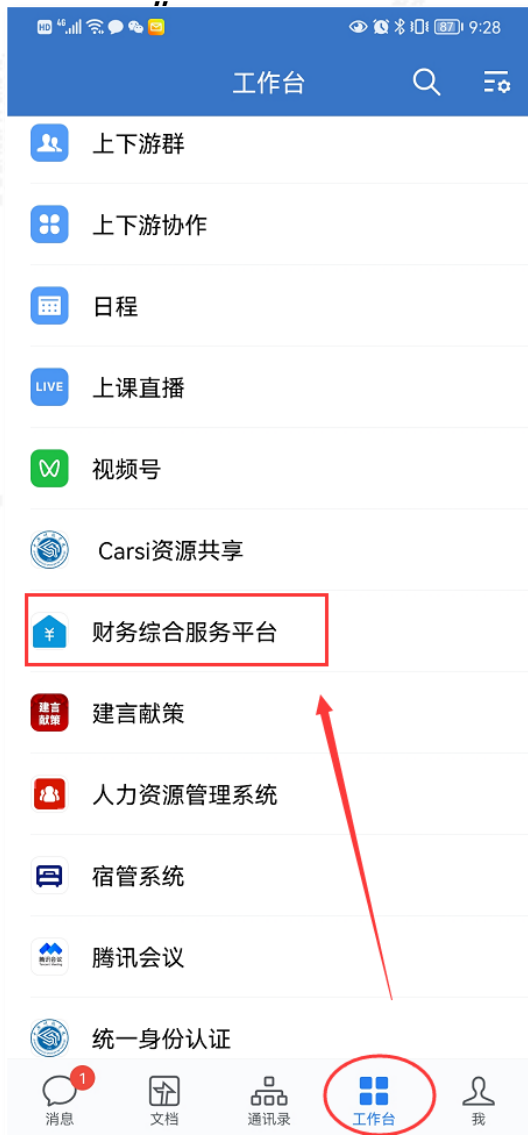 HD 46 87 9:28
工作台
上下游群
上下游协作
日程
LIVE 上课直播
视频号
Carsi资源共享
¥ 财务综合服务平台
建言献策 建言献策
人力资源管理系统
宿管系统
腾讯会议 腾讯会议
统一身份认证
1
消息 文档 通讯录 工作台 我